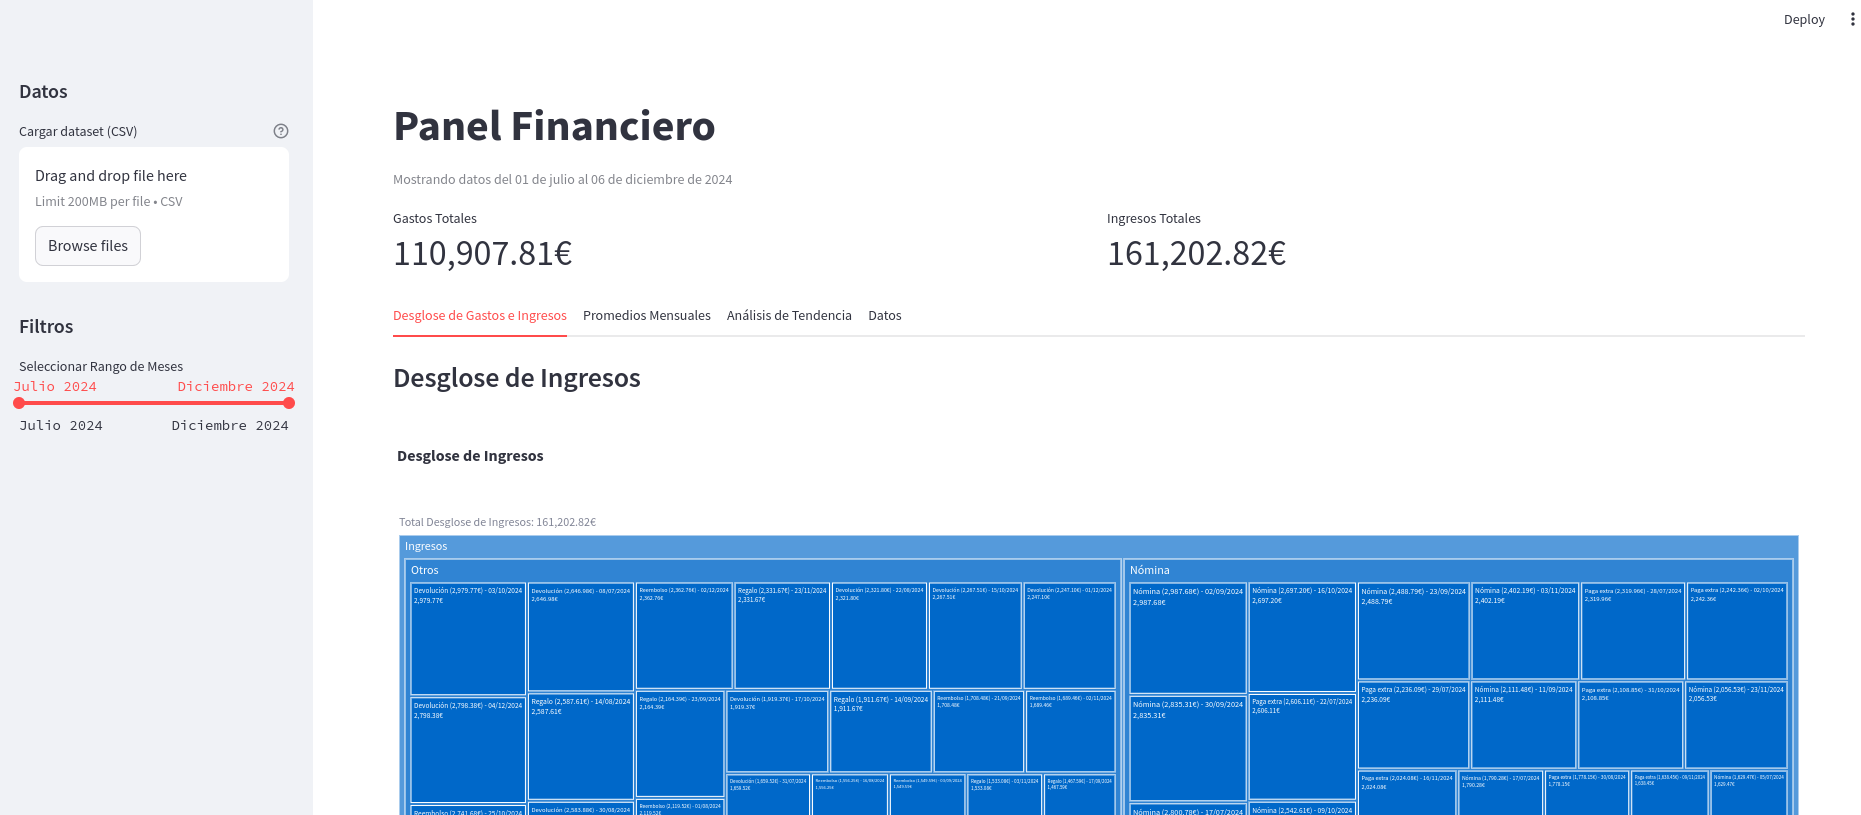 Deploy
Datos
Cargar dataset (CSV)
Drag and drop file here
Limit 200MB per file • CSV
Browse files
Filtros
Seleccionar Rango de Meses
Julio 2024 Diciembre 2024
Julio 2024 Diciembre 2024
Panel Financiero
Mostrando datos del 01 de julio al 06 de diciembre de 2024
Gastos Totales
110,907.81€
Ingresos Totales
161,202.82€
Desglose de Gastos e Ingresos Promedios Mensuales Análisis de Tendencia Datos
Desglose de Ingresos
Desglose de Ingresos
Total Desglose de Ingresos: 161,202.82€
Ingresos
Otros
Devolución (2,979.77€) - 03/10/2024
2,979.77€
Devolución (2,646.98€) - 08/07/2024
2,646.98€
Reembolso (2,362.76€) - 02/12/2024
2,362.76€
Regalo (2,331.67€) - 23/11/2024
2,331.67€
Devolución (2,321.80€) - 22/08/2024
2,321.80€
Devolución (2,267.51€) - 15/10/2024
2,267.51€
Devolución (2,247.10€) - 01/12/2024
2,247.10€
Devolución (2,798.38€) - 04/12/2024
2,798.38€
Regalo (2,587.61€) - 14/08/2024
2,587.61€
Regalo (2,164.39€) - 23/09/2024
2,164.39€
Devolución (1,919.37€) - 17/10/2024
1,919.37€
Regalo (1,911.67€) - 14/09/2024
1,911.67€
Reembolso (1,708.48€) - 21/09/2024
1,708.48€
Reembolso (1,689.46€) - 02/11/2024
1,689.46€
Devolución (1,659.52€) - 31/07/2024
1,659.52€
Regalo (1,533.08€) - 03/11/2024
1,533.08€
Regalo (1,467.59€) - 17/09/2024
1,467.59€
Reembolso (2,741.68€) - 25/10/2024
Devolución (2,583.88€) - 30/08/2024
Reembolso (2,119.52€) - 01/08/2024
2,119.52€
Nómina
Nómina (2,987.68€) - 02/09/2024
2,987.68€
Nómina (2,697.20€) - 16/10/2024
2,697.20€
Nómina (2,488.79€) - 23/09/2024
2,488.79€
Nómina (2,402.19€) - 03/11/2024
2,402.19€
Paga extra (2,319.96€) - 28/07/2024
2,319.96€
Paga extra (2,242.36€) - 02/10/2024
2,242.36€
Nómina (2,835.31€) - 30/09/2024
2,835.31€
Paga extra (2,606.11€) - 22/07/2024
2,606.11€
Paga extra (2,236.09€) - 29/07/2024
2,236.09€
Nómina (2,111.48€) - 11/09/2024
2,111.48€
Paga extra (2,108.85€) - 31/10/2024
2,108.85€
Nómina (2,056.53€) - 23/11/2024
2,056.53€
Paga extra (2,024.08€) - 16/11/2024
2,024.08€
Nómina (1,790.28€) - 17/07/2024
1,790.28€
Paga extra (1,778.15€) - 30/08/2024
1,778.15€
Nómina (1,629.47€) - 05/07/2024
1,629.47€
Nómina (2,800.78€) - 17/07/2024
Nómina (2,542.61€) - 09/10/2024